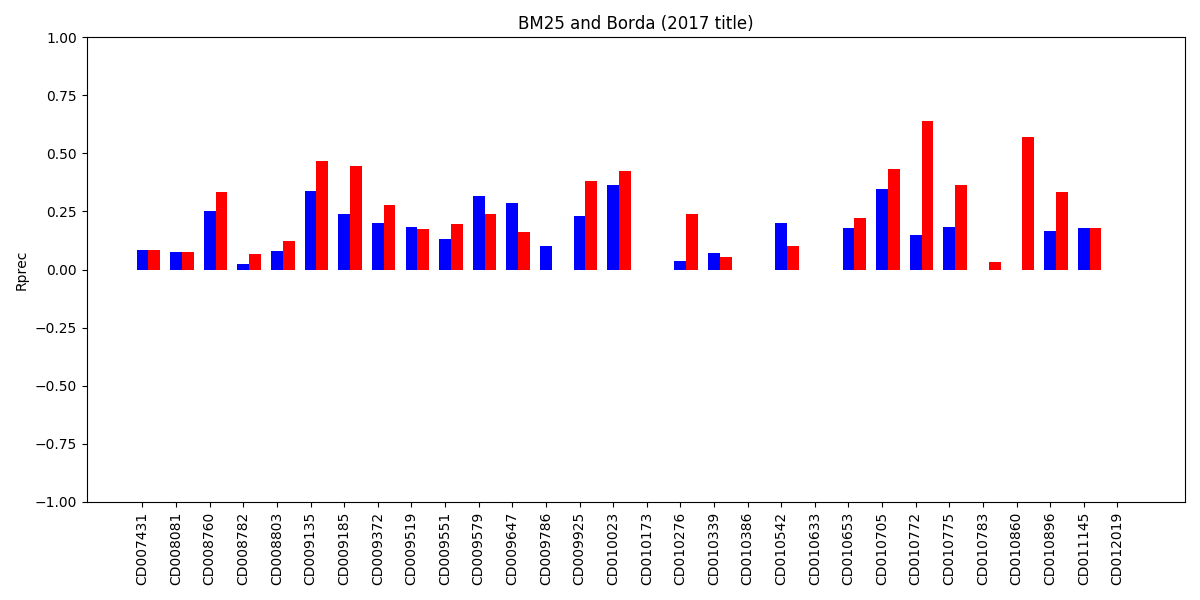 BM25 and Borda (2017 title)
1.00
0.75
0.50
0.25
0.00
−0.25
−0.50
−0.75
−1.00
Rprec
CD007431
CD008081
CD008760
CD008782
CD008803
CD009135
CD009185
CD009372
CD009519
CD009551
CD009579
CD009647
CD009786
CD009925
CD010023
CD010173
CD010276
CD010339
CD010386
CD010542
CD010633
CD010653
CD010705
CD010772
CD010775
CD010783
CD010860
CD010896
CD011145
CD012019